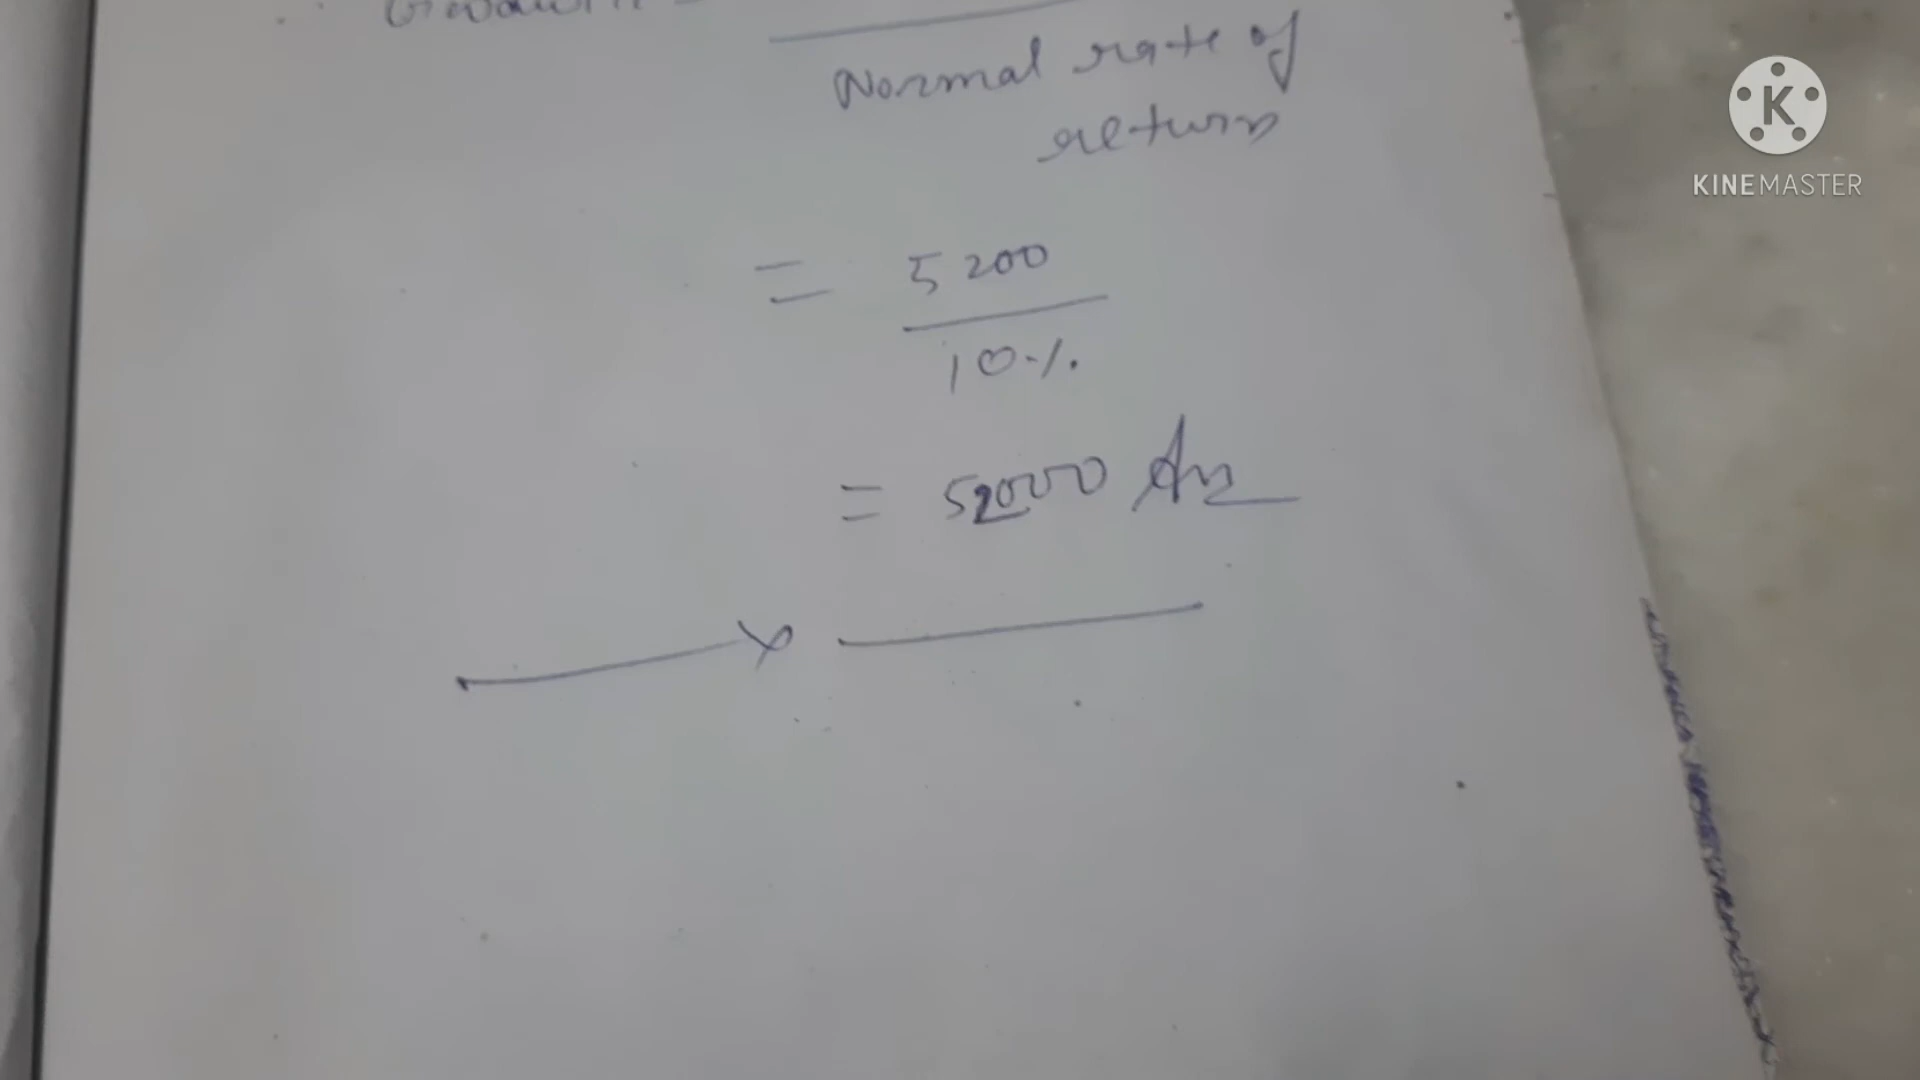 Normal rate of
return
= 5200
10%
= 52000 Ans
x
K
KINEMASTER